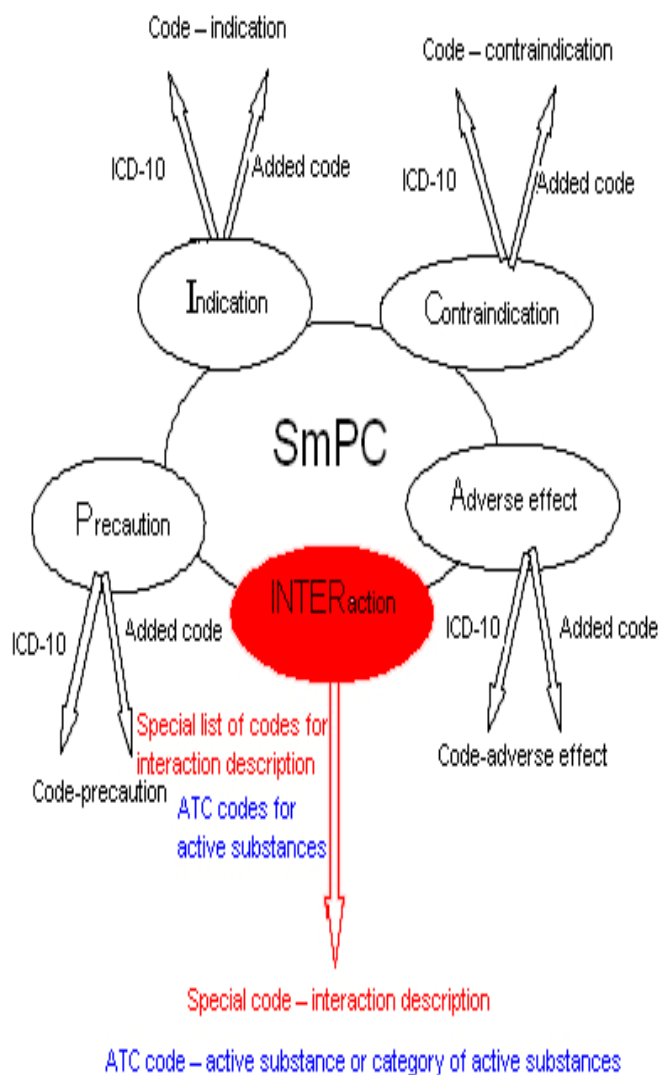 Code – indication
Code – contraindication
ICD-10
Added code
ICD-10
Added code
Indication
Contraindication
SmPC
Precaution
Adverse effect
INTERaction
ICD-10
Added code
ICD-10
Added code
Special list of codes for
interaction description
Code-precaution
Code-adverse effect
ATC codes for
active substances
Special code – interaction description
ATC code – active substance or category of active substances